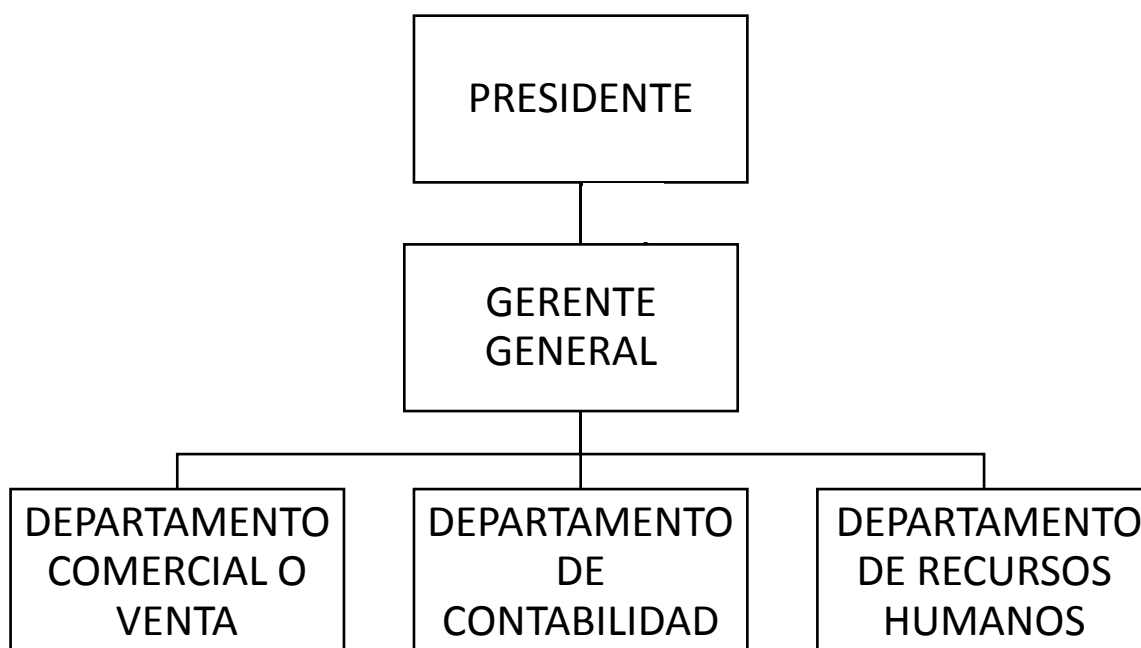 PRESIDENTE
GERENTE
GENERAL
DEPARTAMENTO
COMERCIAL O
VENTA
DEPARTAMENTO
DE
CONTABILIDAD
DEPARTAMENTO
DE RECURSOS
HUMANOS